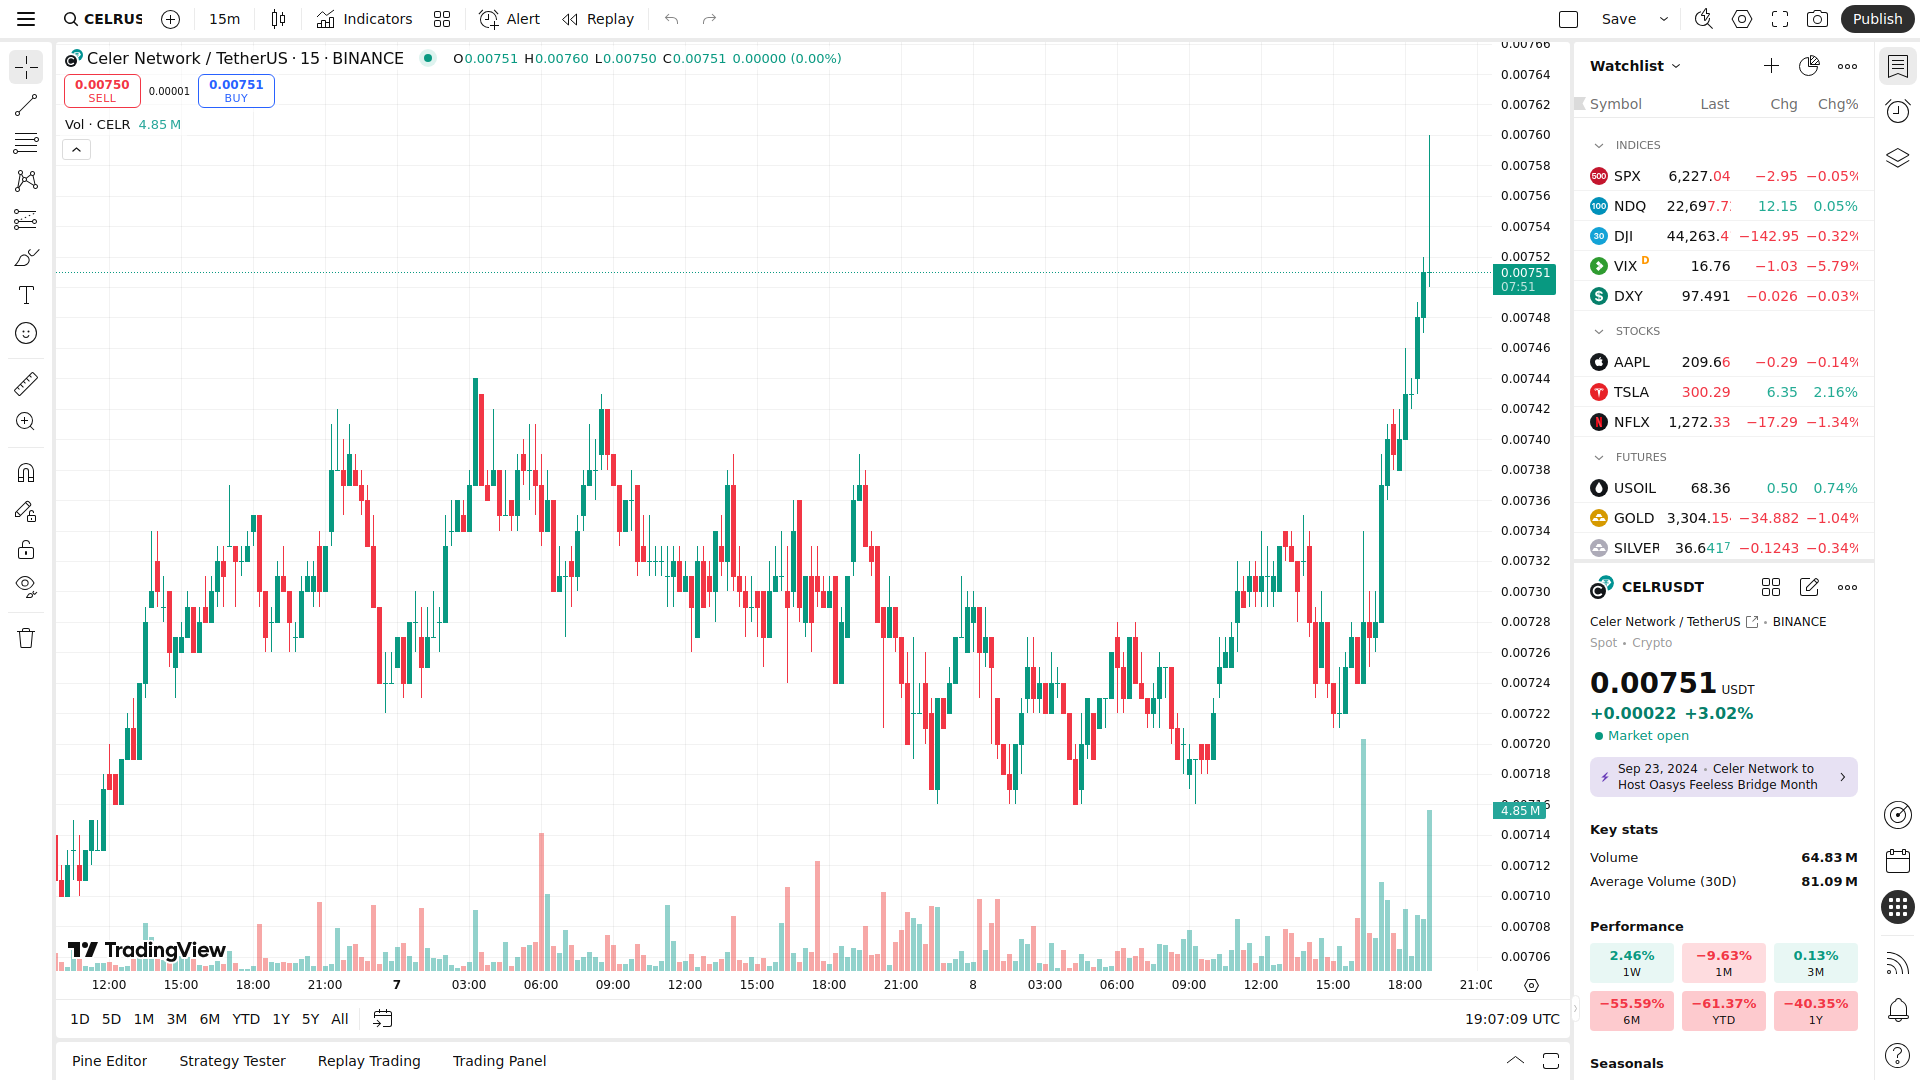 CELRUS 15m Indicators Alert Replay Save Publish
Celer Network / TetherUS · 15 · BINANCE O0.00751 H0.00760 L0.00750 C0.00751 0.00000 (0.00%)
0.00750 SELL 0.00001 0.00751 BUY
Vol · CELR 4.85 M
0.00766
0.00764
0.00762
0.00760
0.00758
0.00756
0.00754
0.00752
0.00751
07:51
0.00748
0.00746
0.00744
0.00742
0.00740
0.00738
0.00736
0.00734
0.00732
0.00730
0.00728
0.00726
0.00724
0.00722
0.00720
0.00718
4.85 M
0.00714
0.00712
0.00710
0.00708
0.00706
TradingView
12:00 15:00 18:00 21:00 7 03:00 06:00 09:00 12:00 15:00 18:00 21:00 8 03:00 06:00 09:00 12:00 15:00 18:00 21:00
1D 5D 1M 3M 6M YTD 1Y 5Y All 19:07:09 UTC
Pine Editor Strategy Tester Replay Trading Trading Panel
Watchlist
Symbol Last Chg Chg%
INDICES
500 SPX 6,227.04 −2.95 −0.05%
100 NDQ 22,697.7 12.15 0.05%
30 DJI 44,263.4 −142.95 −0.32%
VIX D 16.76 −1.03 −5.79%
$ DXY 97.491 −0.026 −0.03%
STOCKS
AAPL 209.66 −0.29 −0.14%
TSLA 300.29 6.35 2.16%
NFLX 1,272.33 −17.29 −1.34%
FUTURES
USOIL 68.36 0.50 0.74%
GOLD 3,304.15 −34.882 −1.04%
SILVER 36.6417 −0.1243 −0.34%
CELRUSDT
Celer Network / TetherUS • BINANCE
Spot • Crypto
0.00751 USDT
+0.00022 +3.02%
Market open
Sep 23, 2024 • Celer Network to
Host Oasys Feeless Bridge Month
Key stats
Volume 64.83 M
Average Volume (30D) 81.09 M
Performance
2.46% −9.63% 0.13%
1W 1M 3M
−55.59% −61.37% −40.35%
6M YTD 1Y
Seasonals